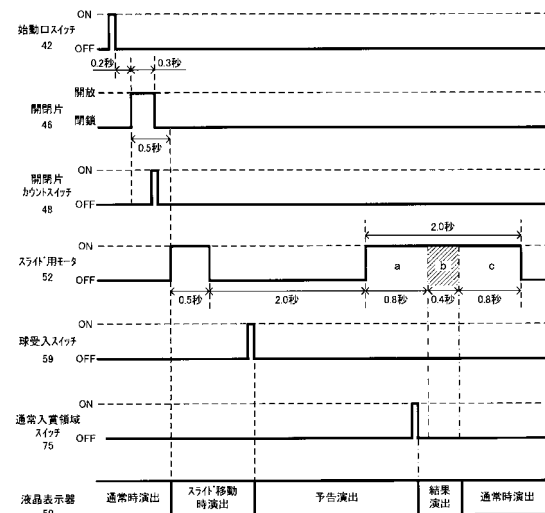 ON
始動口スイッチ
42
OFF
0.2秒
0.3秒
開放
開閉片
46
閉鎖
0.5秒
ON
開閉片
カウントスイッチ
48
OFF
2.0秒
ON
スライド用モータ
52
OFF
a
b
c
0.5秒
2.0秒
0.8秒
0.4秒
0.8秒
ON
球受入スイッチ
59
OFF
ON
通常入賞領域
スイッチ
75
OFF
液晶表示器
通常時演出
スライド移動
時演出
予告演出
結果
演出
通常時演出